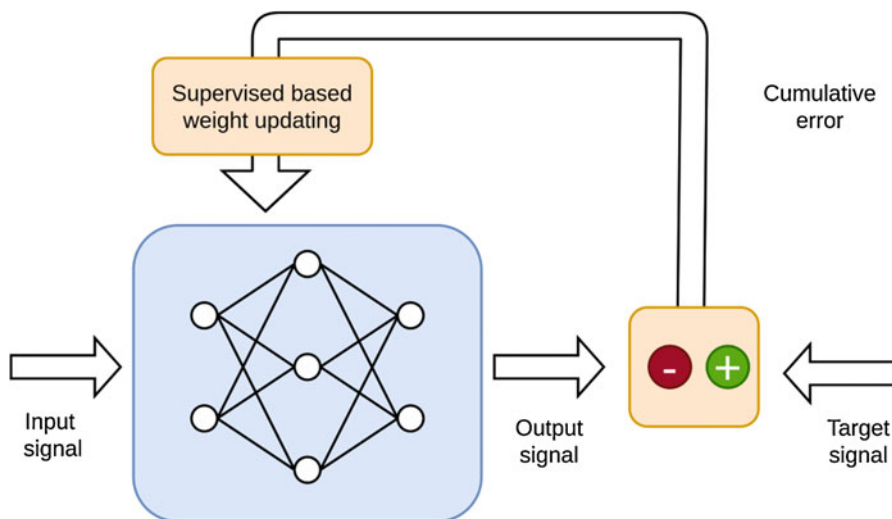 Supervised based
weight updating
Cumulative
error
- +
Input
signal
Output
signal
Target
signal